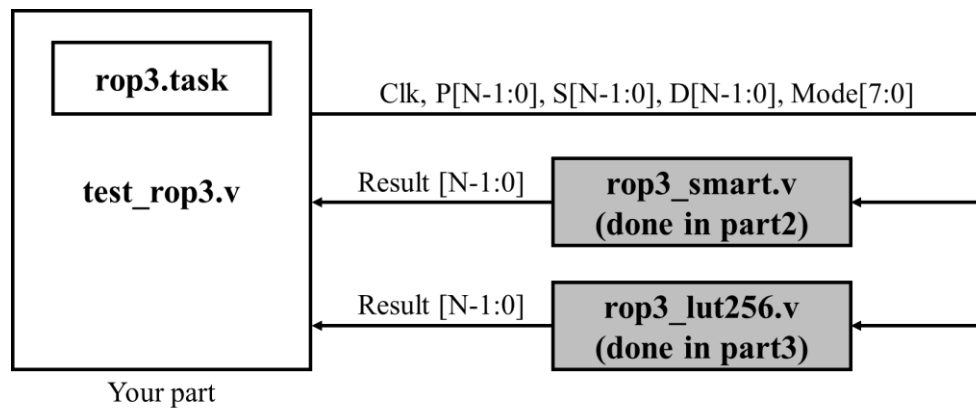 rop3.task
Clk, P[N-1:0], S[N-1:0], D[N-1:0], Mode[7:0]
test_rop3.v
Result [N-1:0]
rop3_smart.v
(done in part2)
Result [N-1:0]
rop3_lut256.v
(done in part3)
Your part